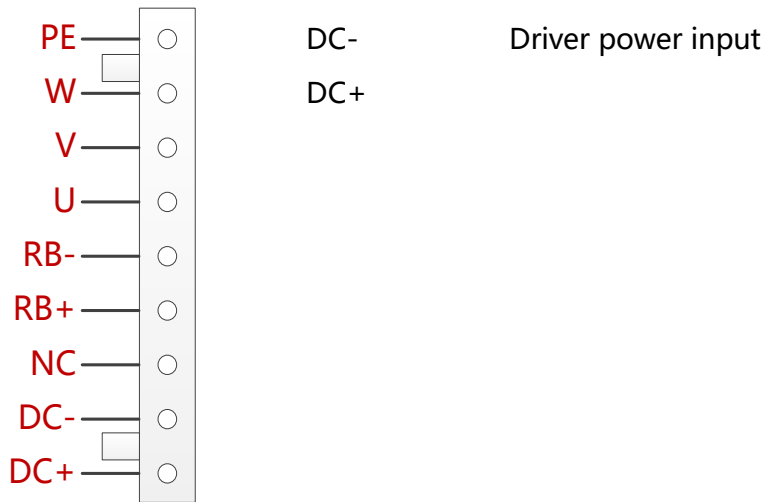 PE DC- Driver power input
W DC+
V
U
RB-
RB+
NC
DC-
DC+